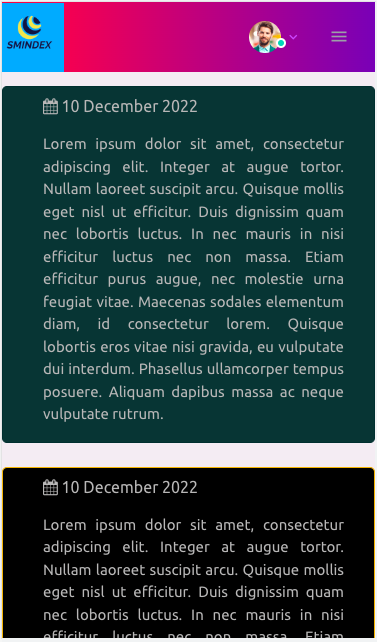 SMINDEX
10 December 2022
Lorem ipsum dolor sit amet, consectetur
adipiscing elit. Integer at augue tortor.
Nullam laoreet suscipit arcu. Quisque mollis
eget nisl ut efficitur. Duis dignissim quam
nec lobortis luctus. In nec mauris in nisi
efficitur luctus nec non massa. Etiam
efficitur purus augue, nec molestie urna
feugiat vitae. Maecenas sodales elementum
diam, id consectetur lorem. Quisque
lobortis eros vitae nisi gravida, eu vulputate
dui interdum. Phasellus ullamcorper tempus
posuere. Aliquam dapibus massa ac neque
vulputate rutrum.
10 December 2022
Lorem ipsum dolor sit amet, consectetur
adipiscing elit. Integer at augue tortor.
Nullam laoreet suscipit arcu. Quisque mollis
eget nisl ut efficitur. Duis dignissim quam
nec lobortis luctus. In nec mauris in nisi
efficitur luctus nec non massa. Etiam